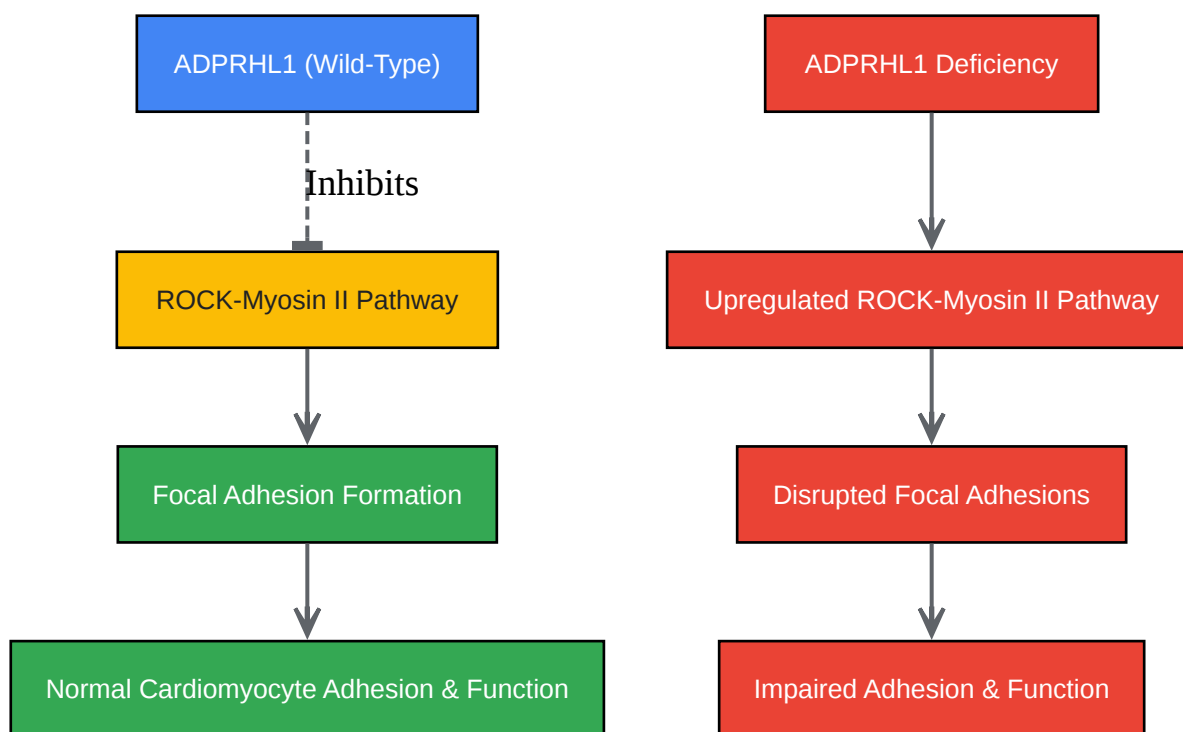 ADPRHL1 (Wild-Type)
ADPRHL1 Deficiency
Inhibits
ROCK-Myosin II Pathway
Upregulated ROCK-Myosin II Pathway
Focal Adhesion Formation
Disrupted Focal Adhesions
Normal Cardiomyocyte Adhesion & Function
Impaired Adhesion & Function